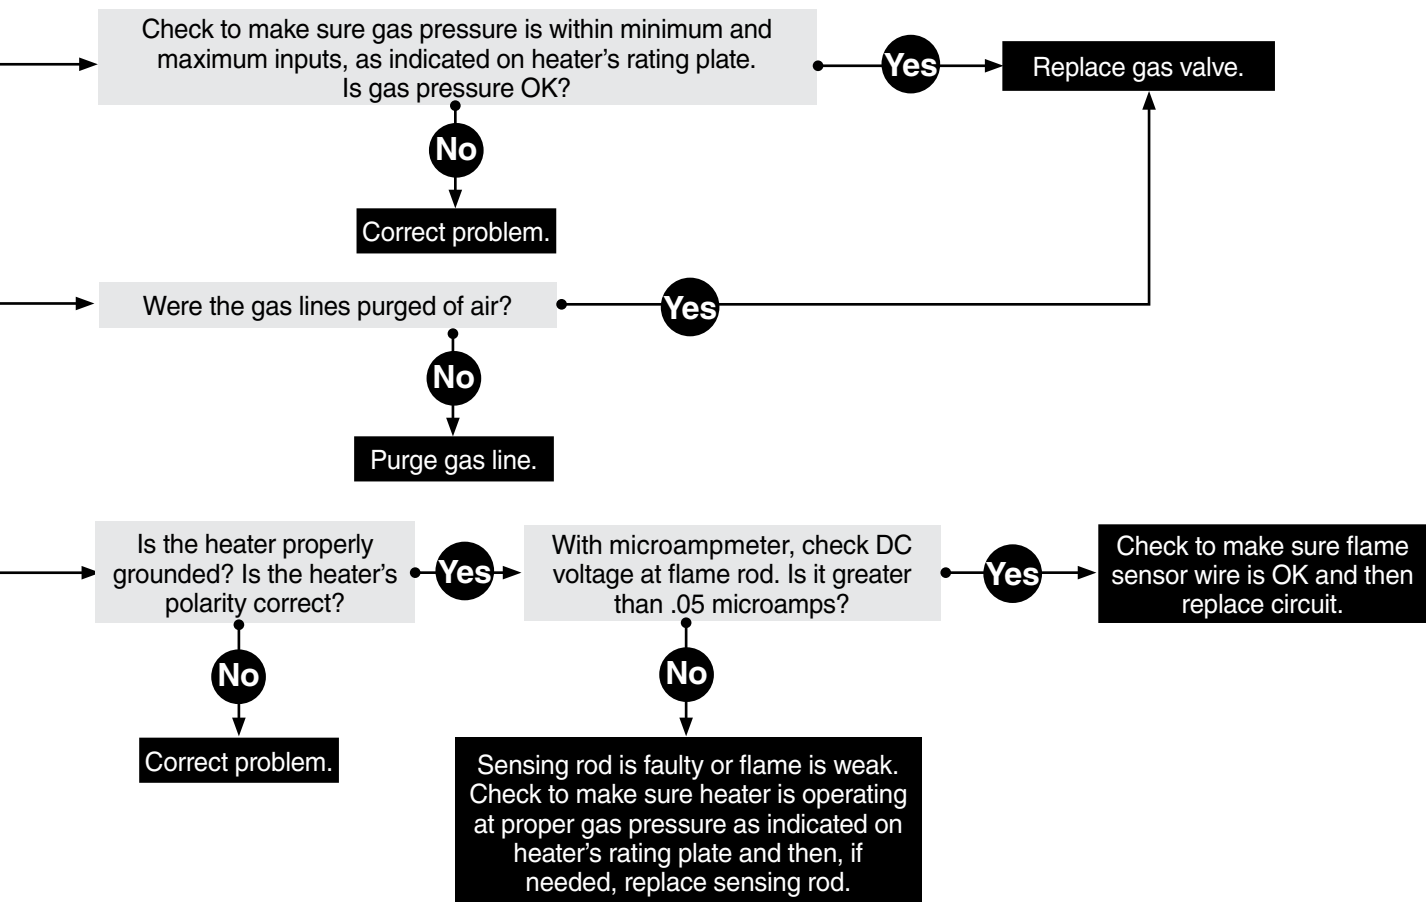 Check to make sure gas pressure is within minimum and
maximum inputs, as indicated on heater's rating plate.
Is gas pressure OK?
Yes
Replace gas valve.
No
Correct problem.
Were the gas lines purged of air?
Yes
No
Purge gas line.
Is the heater properly
grounded? Is the heater's
polarity correct?
Yes
With microampmeter, check DC
voltage at flame rod. Is it greater
than .05 microamps?
Yes
Check to make sure flame
sensor wire is OK and then
replace circuit.
No
Correct problem.
No
Sensing rod is faulty or flame is weak.
Check to make sure heater is operating
at proper gas pressure as indicated on
heater's rating plate and then, if
needed, replace sensing rod.